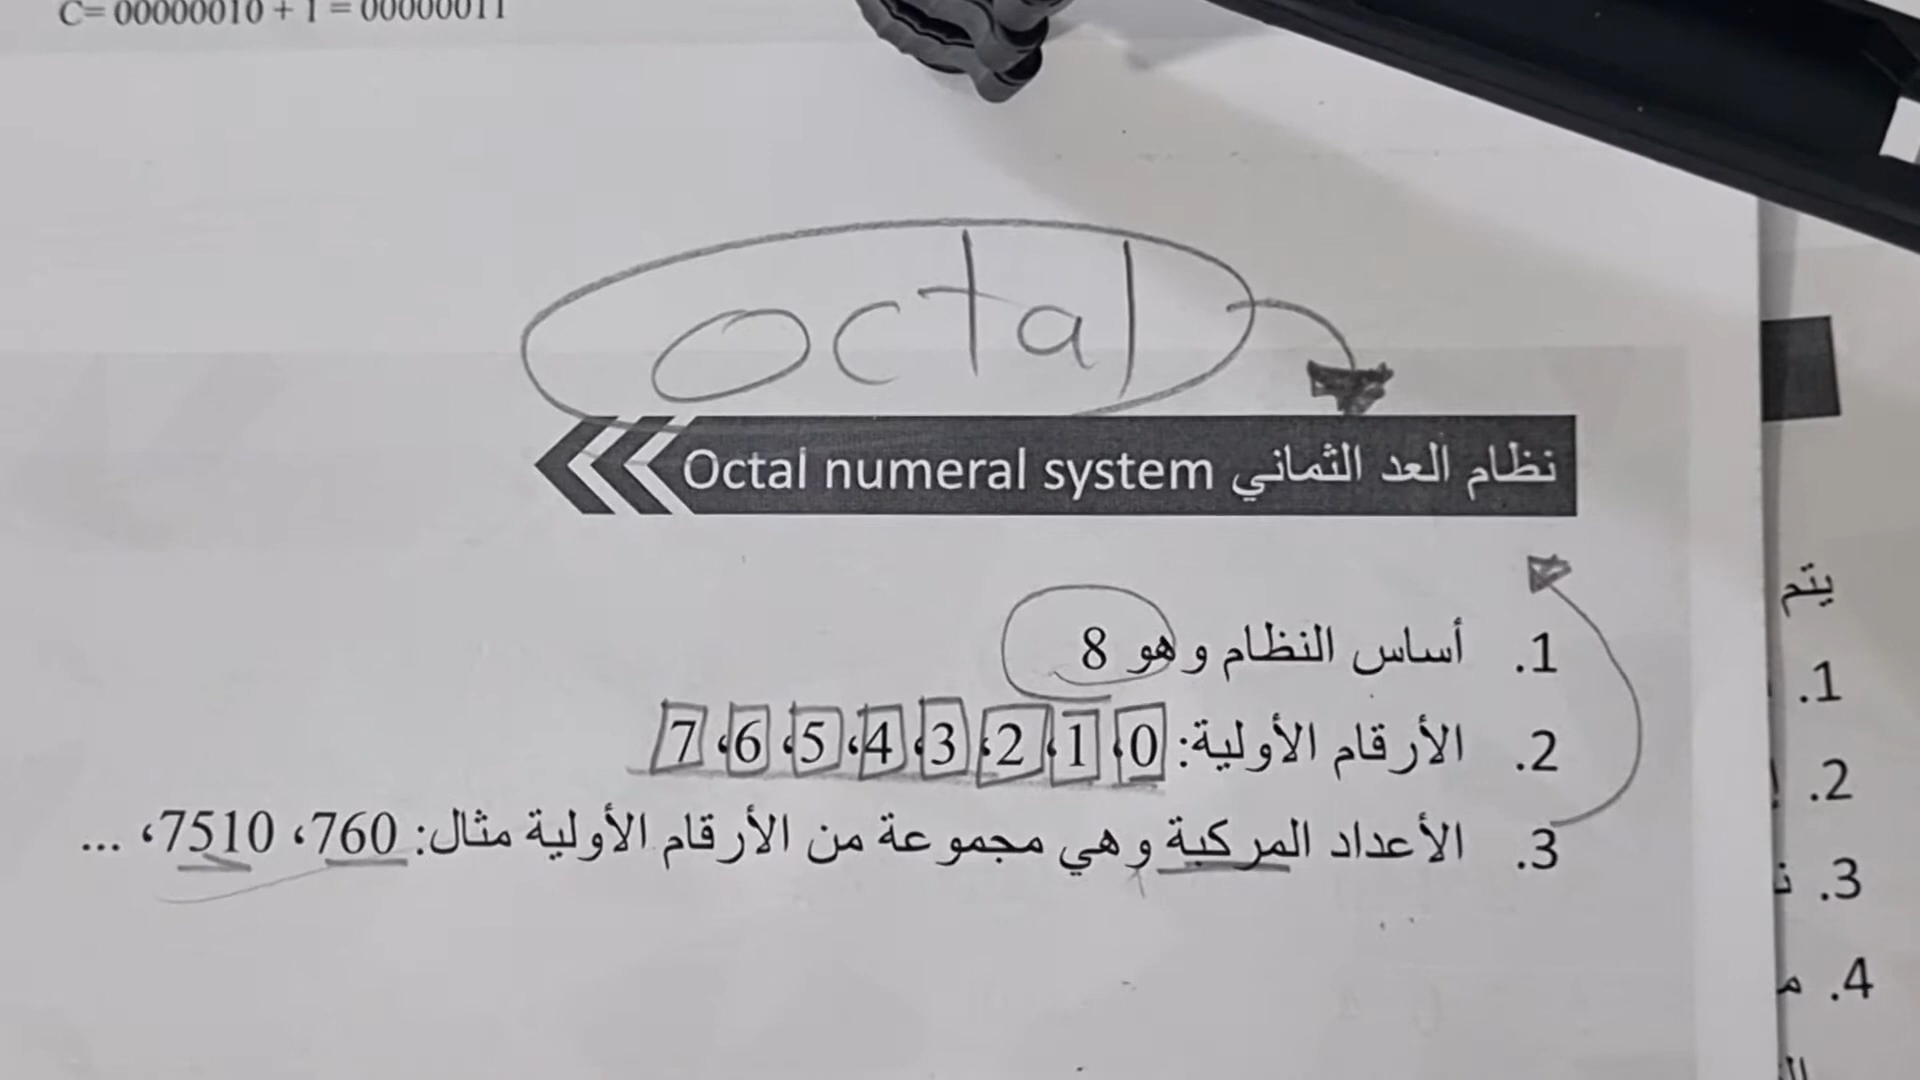 C= 00000010 + 1 = 00000011
octal
نظام العد الثماني Octal numeral system
1. أساس النظام وهو 8
2. الأرقام الأولية: 0، 1، 2، 3، 4، 5، 6، 7
3. الأعداد المركبة وهي مجموعة من الأرقام الأولية مثال: 760، 7510، ...
يتم
1.
2.
3.
4.